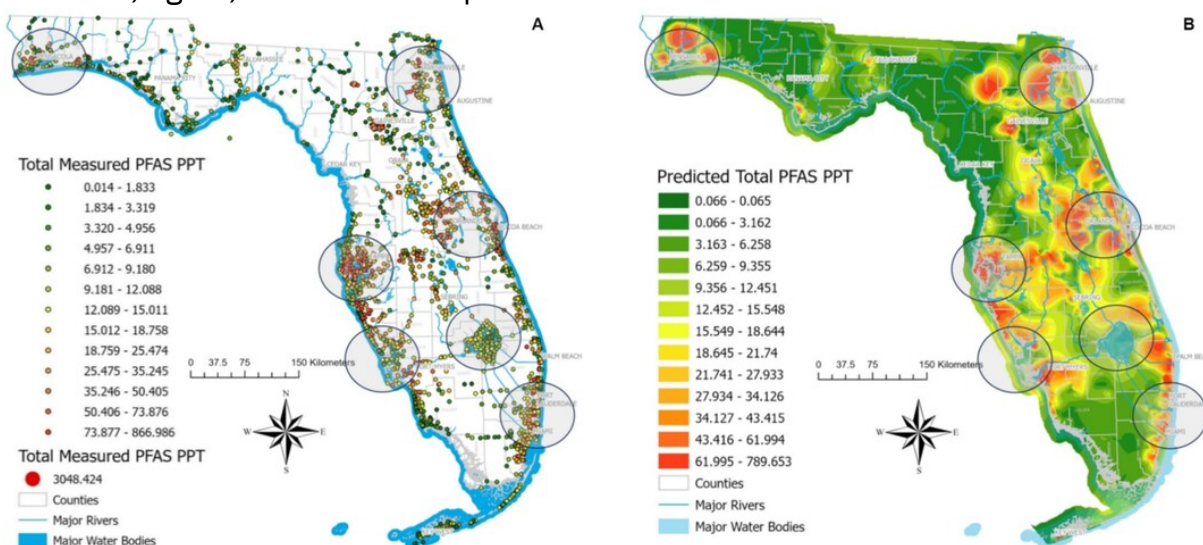 A
Total Measured PFAS PPT
0.014 - 1.833
1.834 - 3.319
3.320 - 4.956
4.957 - 6.911
6.912 - 9.180
9.181 - 12.088
12.089 - 15.011
15.012 - 18.758
18.759 - 25.474
25.475 - 35.245
35.246 - 50.405
50.406 - 73.876
73.877 - 866.986
Total Measured PFAS PPT
3048.424
Counties
Major Rivers
Major Water Bodies
0 37.5 75 150 Kilometers
N
W E
S
PANAMA CITY
AUGUSTINE
CEDAR KEY
SEBRING
PALM BEACH
B
Predicted Total PFAS PPT
0.066 - 0.065
0.066 - 3.162
3.163 - 6.258
6.259 - 9.355
9.356 - 12.451
12.452 - 15.548
15.549 - 18.644
18.645 - 21.74
21.741 - 27.933
27.934 - 34.126
34.127 - 43.415
43.416 - 61.994
61.995 - 789.653
Counties
Major Rivers
Major Water Bodies
0 37.5 75 150 Kilometers
N
W E
S
PANAMA CITY
TALLAHASSEE
AUGUSTINE
GAINESVILLE
CEDAR KEY
SEBRING